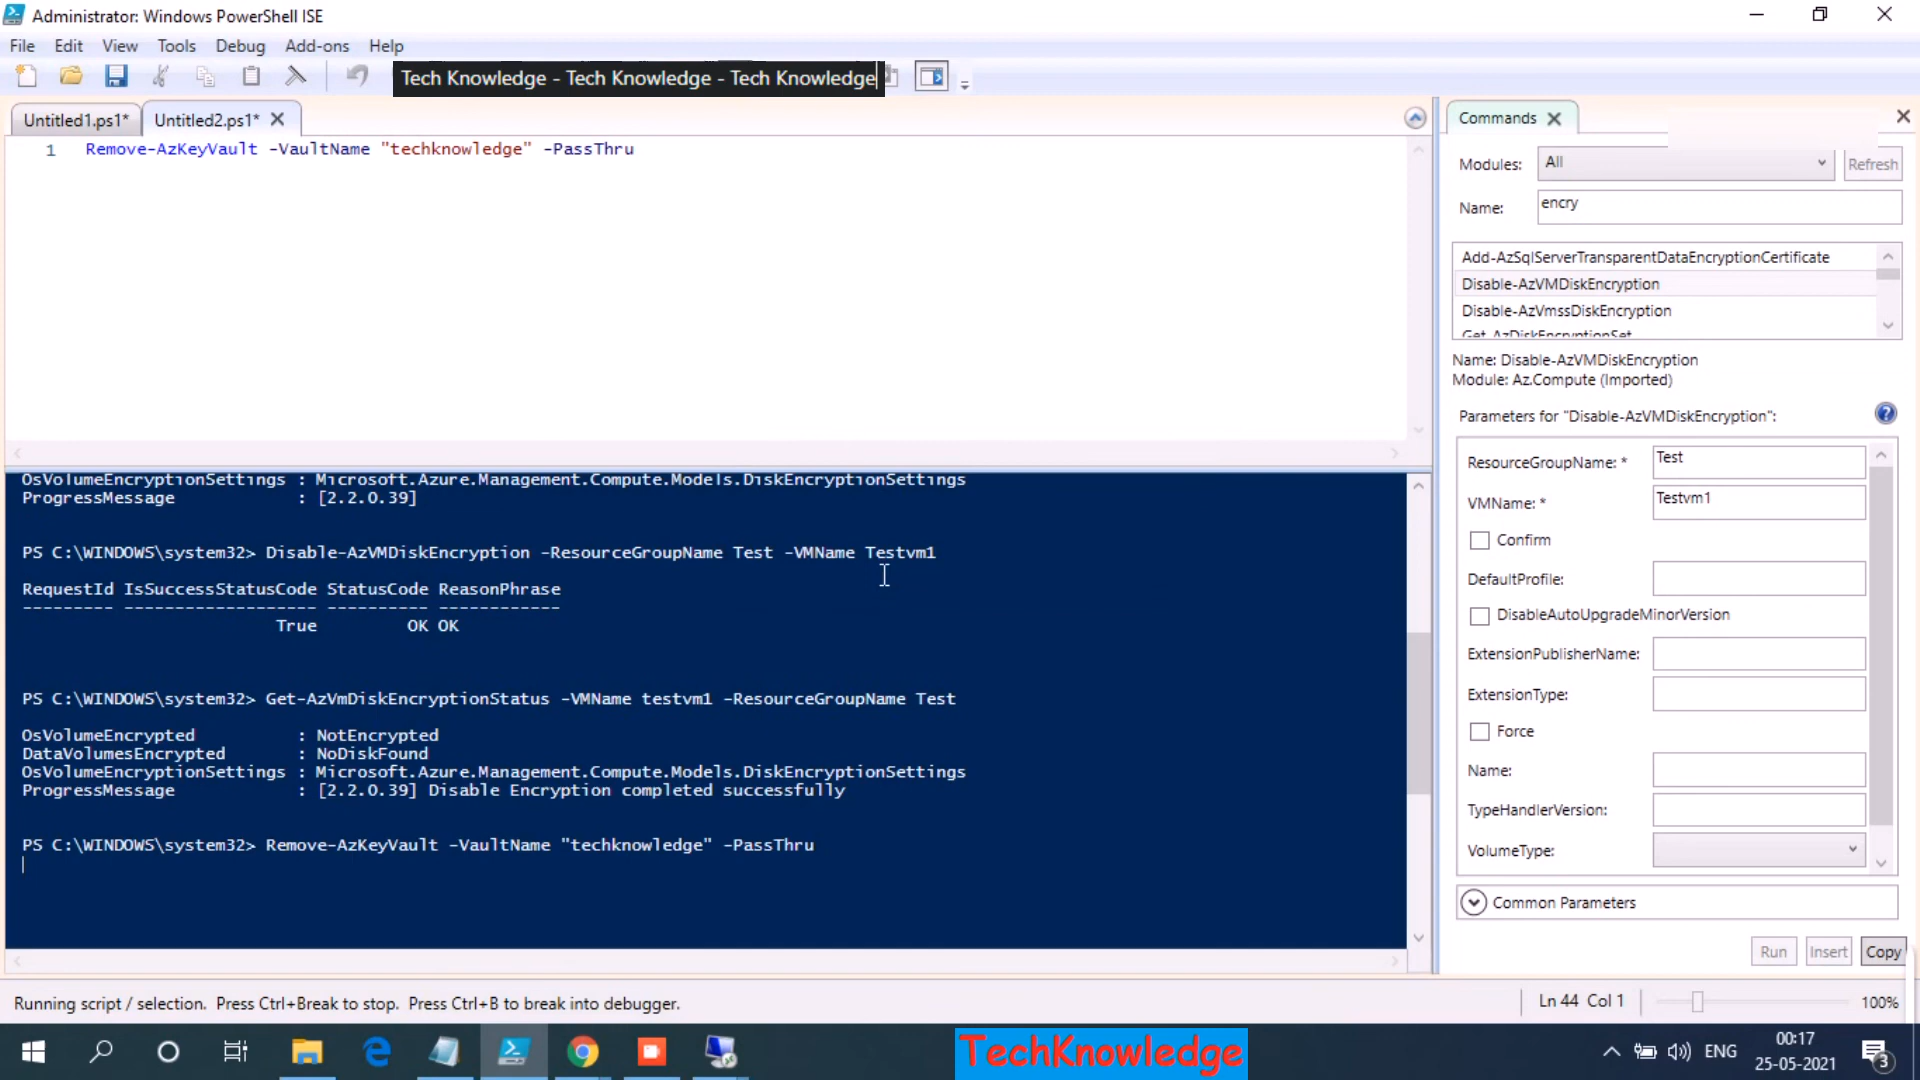 Administrator: Windows PowerShell ISE
File Edit View Tools Debug Add-ons Help
Tech Knowledge - Tech Knowledge - Tech Knowledge
Untitled1.ps1* Untitled2.ps1*
1 Remove-AzKeyVault -VaultName "techknowledge" -PassThru
OsVolumeEncryptionSettings : Microsoft.Azure.Management.Compute.Models.DiskEncryptionSettings
ProgressMessage : [2.2.0.39]
PS C:\WINDOWS\system32> Disable-AzVMDiskEncryption -ResourceGroupName Test -VMName Testvm1
RequestId IsSuccessStatusCode StatusCode ReasonPhrase
--------- ------------------- ---------- ------------
True OK OK
PS C:\WINDOWS\system32> Get-AzVmDiskEncryptionStatus -VMName testvm1 -ResourceGroupName Test
OsVolumeEncrypted : NotEncrypted
DataVolumesEncrypted : NoDiskFound
OsVolumeEncryptionSettings : Microsoft.Azure.Management.Compute.Models.DiskEncryptionSettings
ProgressMessage : [2.2.0.39] Disable Encryption completed successfully
PS C:\WINDOWS\system32> Remove-AzKeyVault -VaultName "techknowledge" -PassThru
Commands
Modules: All Refresh
Name: encry
Add-AzSqlServerTransparentDataEncryptionCertificate
Disable-AzVMDiskEncryption
Disable-AzVmssDiskEncryption
Get-AzDiskEncryptionSet
Name: Disable-AzVMDiskEncryption
Module: Az.Compute (Imported)
Parameters for "Disable-AzVMDiskEncryption":
ResourceGroupName: * Test
VMName: * Testvm1
Confirm
DefaultProfile:
DisableAutoUpgradeMinorVersion
ExtensionPublisherName:
ExtensionType:
Force
Name:
TypeHandlerVersion:
VolumeType:
Common Parameters
Run Insert Copy
Running script / selection. Press Ctrl+Break to stop. Press Ctrl+B to break into debugger.
Ln 44 Col 1
100%
TechKnowledge
ENG
00:17
25-05-2021
3